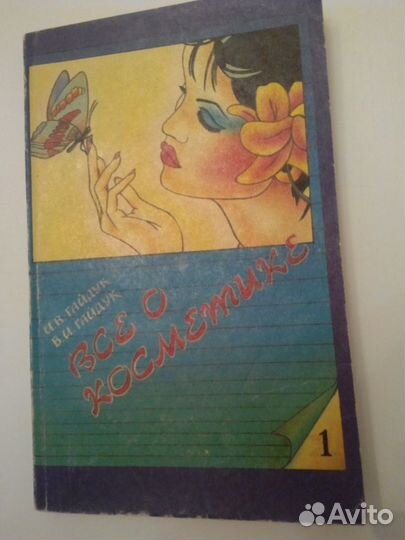 И.В. ГАЙДУК
Б.И. ГАЙДУК
ВСЕ О
КОСМЕТИКЕ
1
Avito